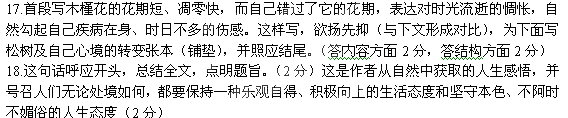 17.首段写木槿花的花期短、凋零快，而自己错过了它的花期，表达对时光流逝的惆怅，自
然勾起自己疾病在身、时日不多的伤感。这样写，欲扬先抑（与下文形成对比），为下面写
松树及自己心境的转变张本（铺垫），并照应结尾。（答内容方面 2 分，答结构方面 2 分）
18.这句话呼应开头，总结全文，点明题旨。（2 分）这是作者从自然中获取的人生感悟，并
号召人们无论处境如何，都要保持一种乐观自得、积极向上的生活态度和坚守本色、不阿时
不媚俗的人生态度（2 分）